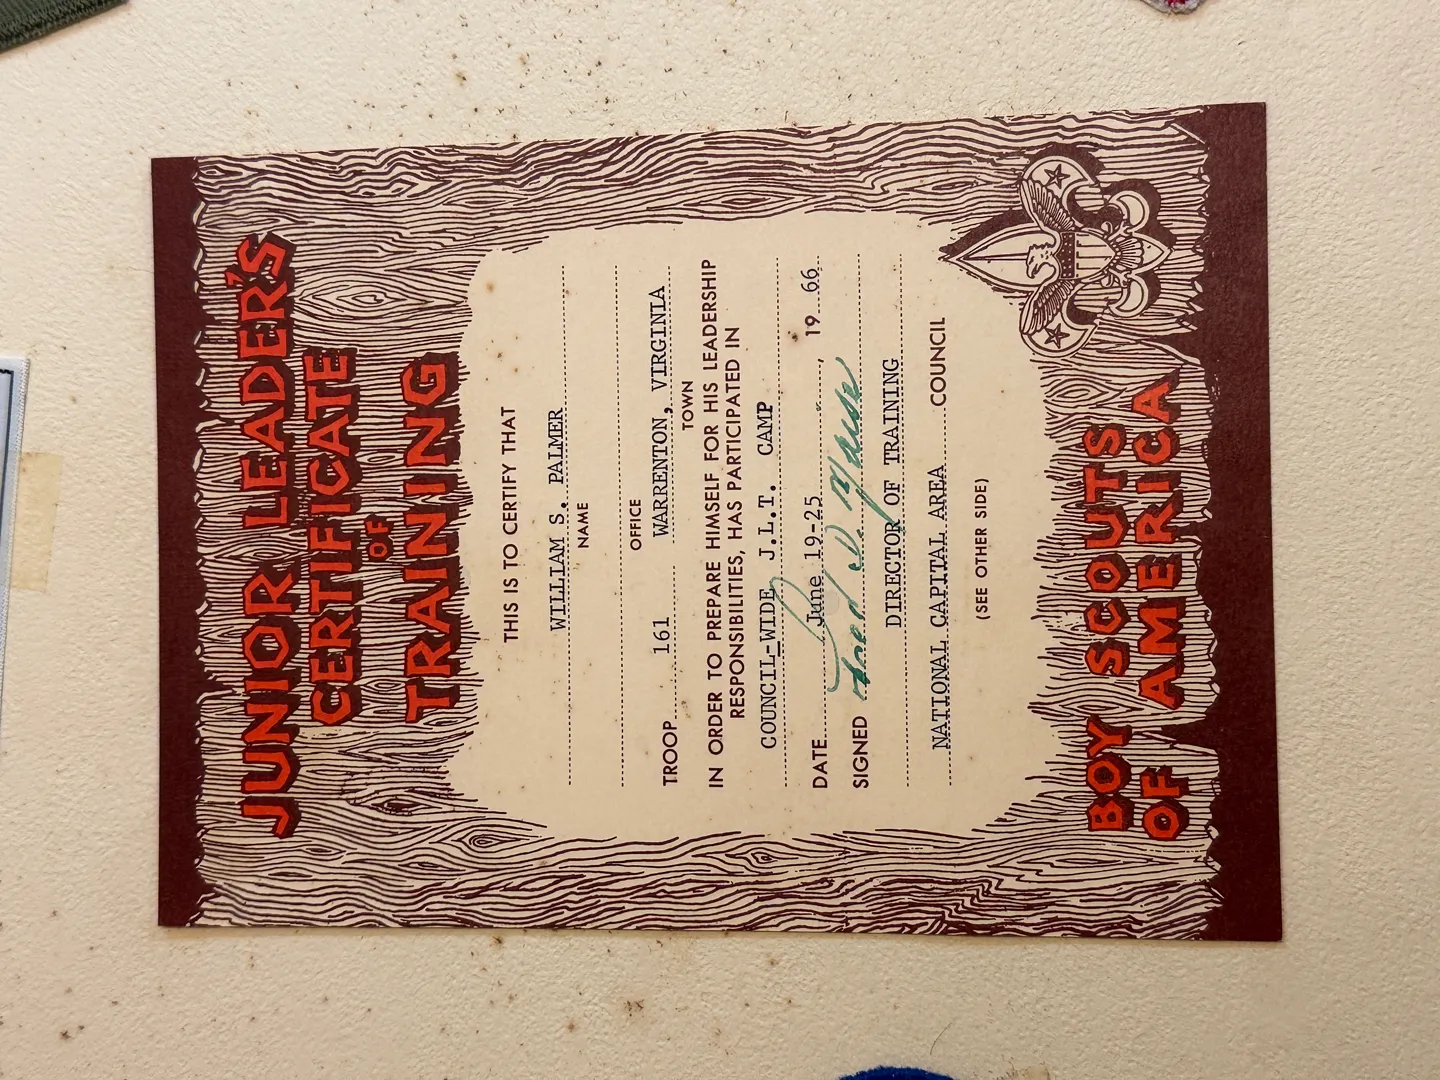 JUNIOR LEADER'S
CERTIFICATE
OF
TRAINING
THIS IS TO CERTIFY THAT
WILLIAM S. PALMER
NAME
OFFICE
TROOP 161 WARRENTON, VIRGINIA
TOWN
IN ORDER TO PREPARE HIMSELF FOR HIS LEADERSHIP
RESPONSIBILITIES, HAS PARTICIPATED IN
COUNCIL-WIDE J.L.T. CAMP
DATE June 19-25, 19 66
SIGNED
DIRECTOR OF TRAINING
NATIONAL CAPITAL AREA COUNCIL
(SEE OTHER SIDE)
BOY SCOUTS
OF AMERICA